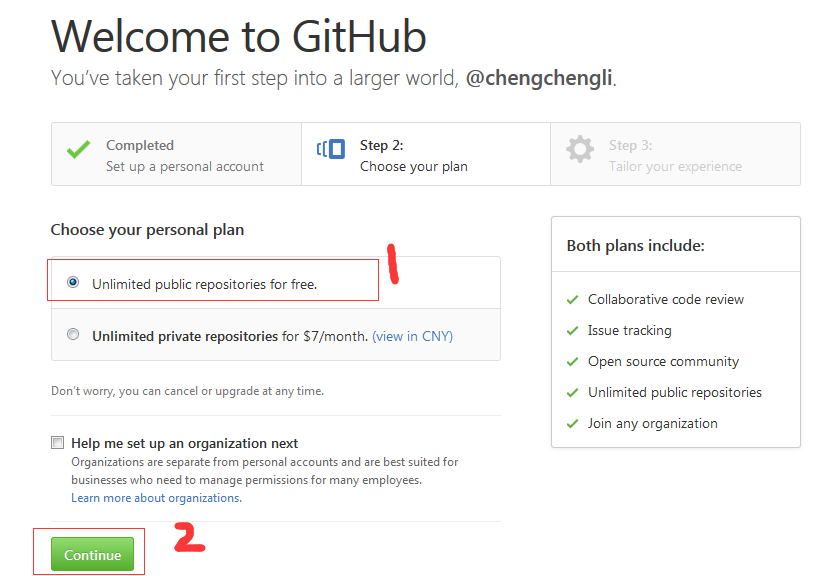 Welcome to GitHub
You've taken your first step into a larger world, @chengchengli.
Completed
Set up a personal account
Step 2:
Choose your plan
Step 3:
Tailor your experience
Choose your personal plan
1
Unlimited public repositories for free.
Unlimited private repositories for $7/month. (view in CNY)
Don't worry, you can cancel or upgrade at any time.
Help me set up an organization next
Organizations are separate from personal accounts and are best suited for
businesses who need to manage permissions for many employees.
Learn more about organizations.
2
Continue
Both plans include:
Collaborative code review
Issue tracking
Open source community
Unlimited public repositories
Join any organization